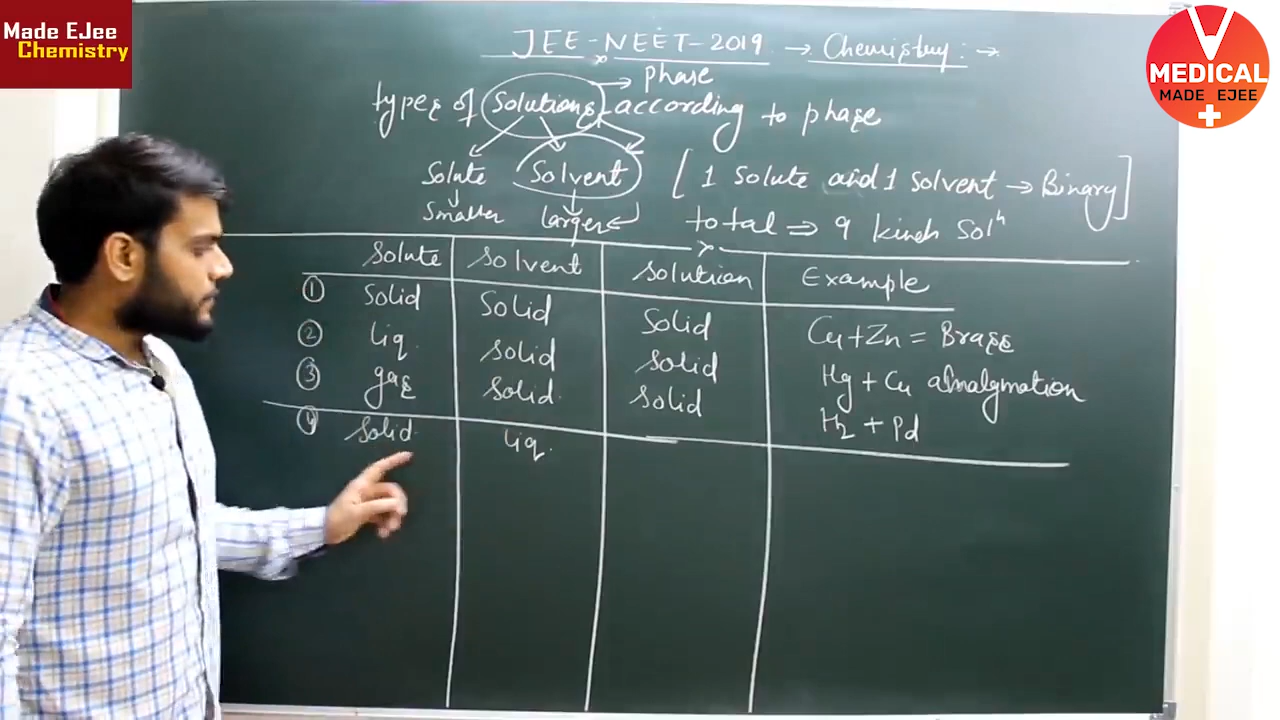 Made EJee
Chemistry
V
MEDICAL
MADE EJEE
JEE-NEET-2019 → Chemistry: →
phase
types of Solutions according to phase
Solute Solvent [1 Solute and 1 Solvent → Binary]
Smaller larger total ⇒ 9 kinds Solⁿ
Solute Solvent Solution Example
① Solid Solid Solid Cu+Zn = Brass
② liq. Solid Solid Hg + Cu amalgmation
③ gas Solid Solid H2 + Pd
④ Solid liq.